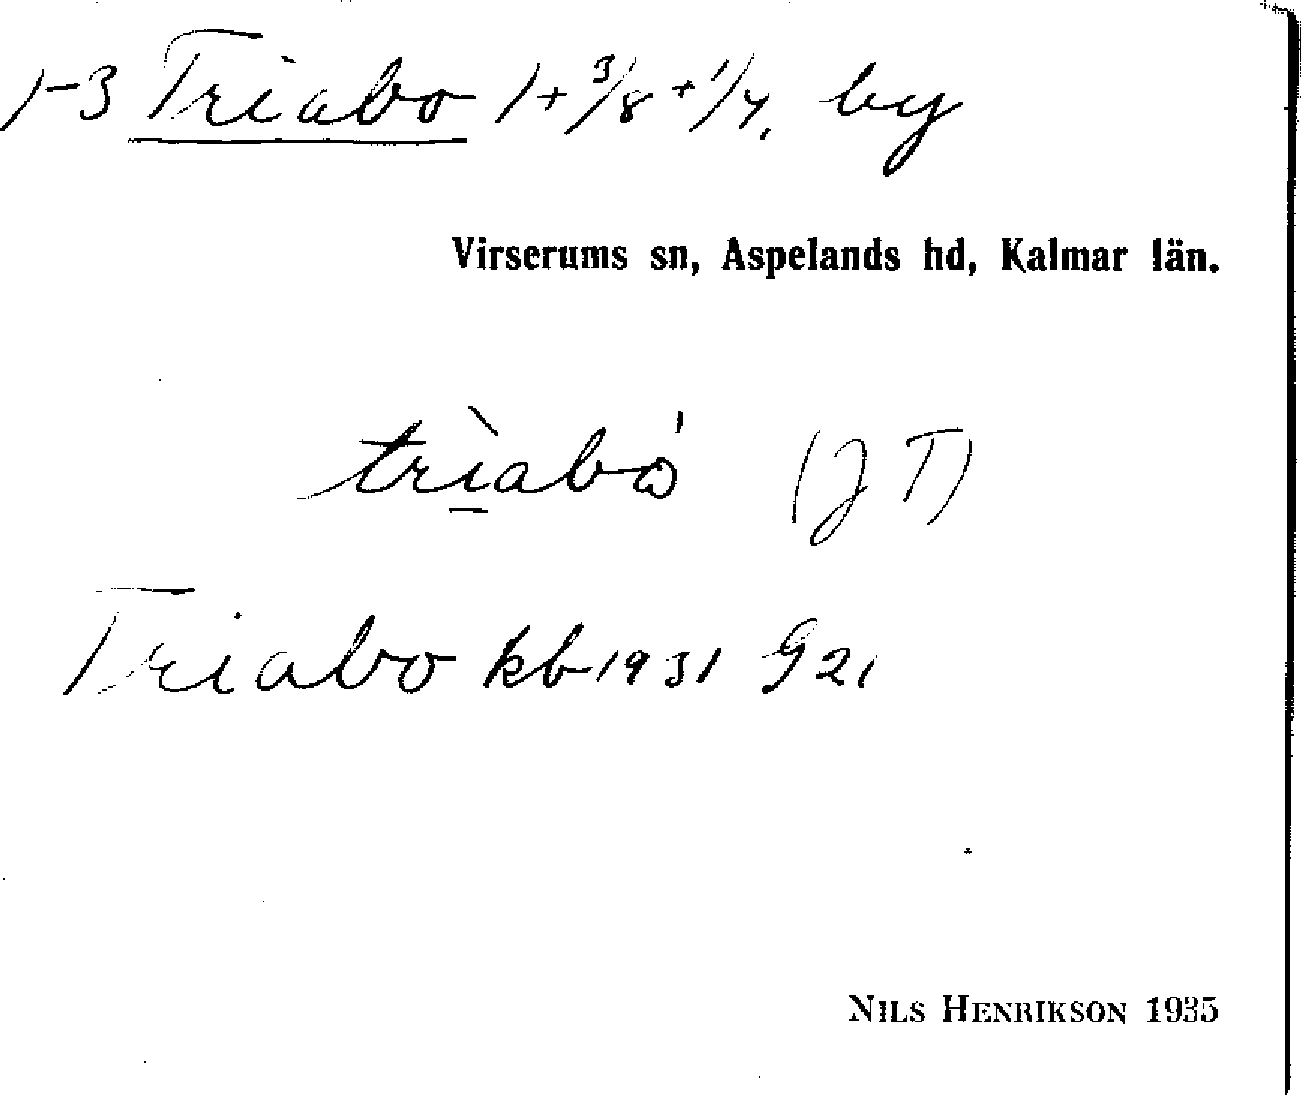 1-3 Triabo 1+3/8+1/4, by
Virserums sn, Aspelands hd, Kalmar län.
trìabó (JT)
Triabo kb 1931 G 21
NILS HENRIKSON 1935